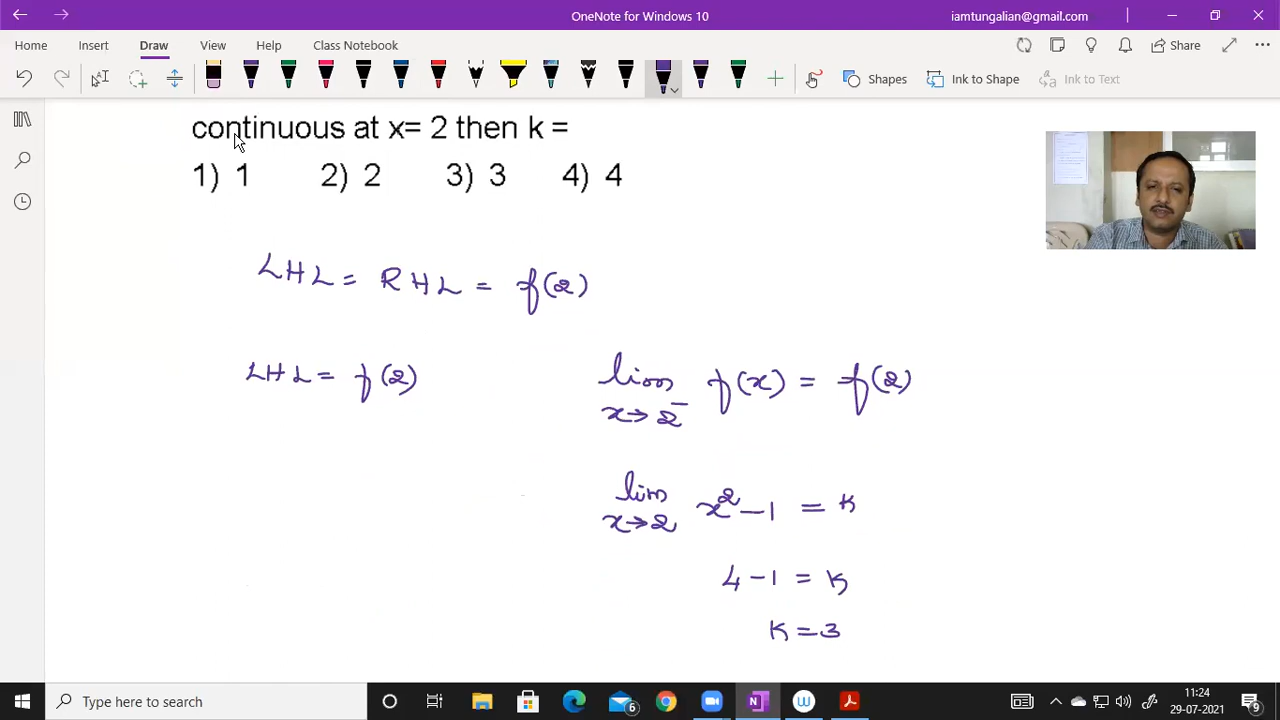 OneNote for Windows 10
iamtungalian@gmail.com
Home Insert Draw View Help Class Notebook Share
Shapes Ink to Shape Ink to Text
continuous at x= 2 then k =
1) 1 2) 2 3) 3 4) 4
LHL = RHL = f(2)
LHL = f(2)
lim f(x) = f(2)
x→2⁻
lim x² – 1 = k
x→2
4 – 1 = k
k = 3
Type here to search
6
11:24
29-07-2021
9